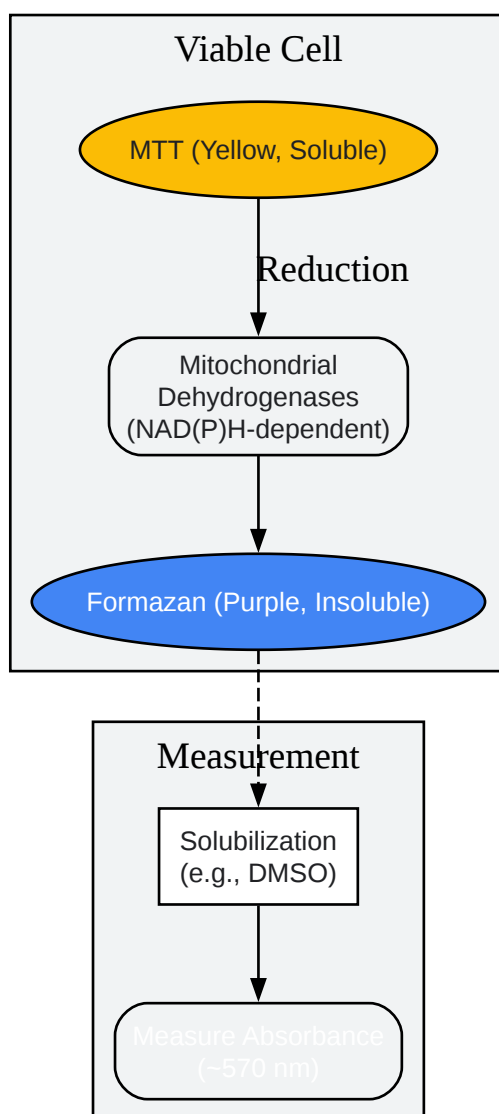 Viable Cell
MTT (Yellow, Soluble)
Reduction
Mitochondrial
Dehydrogenases
(NAD(P)H-dependent)
Formazan (Purple, Insoluble)
Measurement
Solubilization
(e.g., DMSO)
Measure Absorbance
(~570 nm)